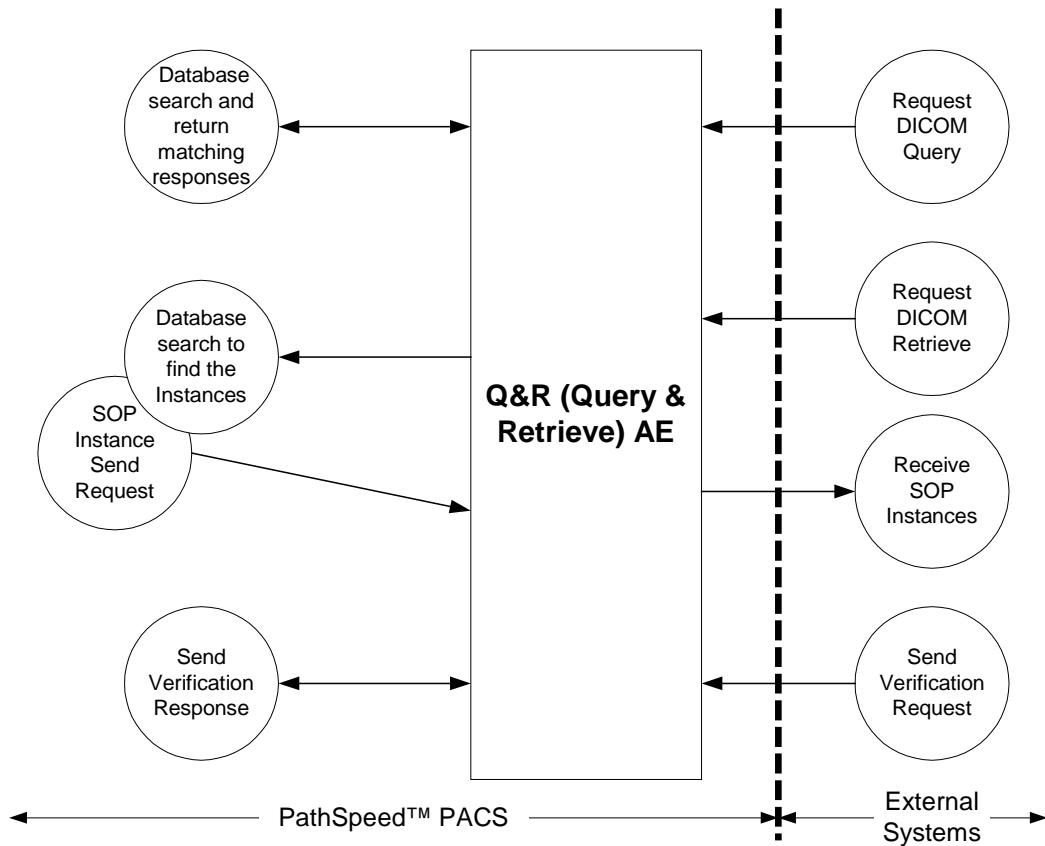 Database
search and
return
matching
responses
Request
DICOM
Query
Database
search to
find the
Instances
Request
DICOM
Retrieve
Q&R (Query &
Retrieve) AE
SOP
Instance
Send
Request
Receive
SOP
Instances
Send
Verification
Response
Send
Verification
Request
PathSpeed™ PACS
External
Systems